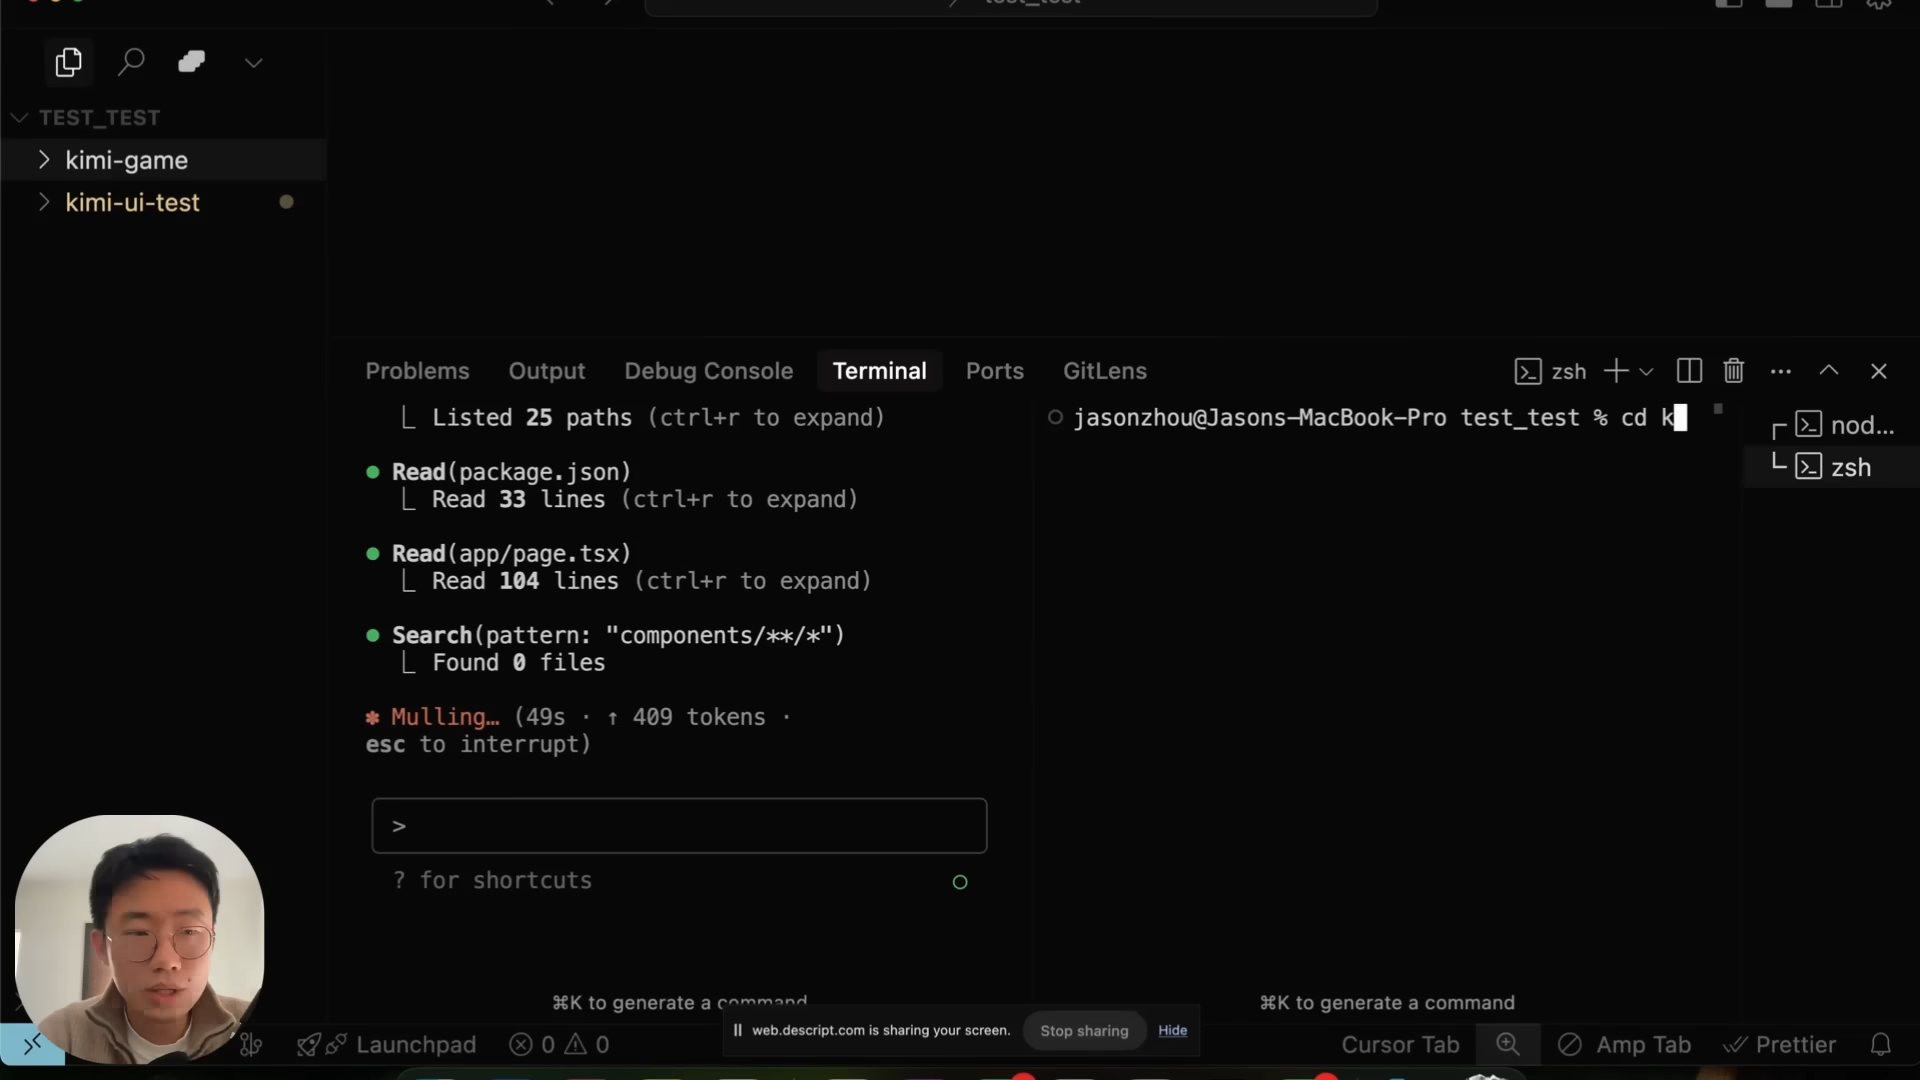 test_test
TEST_TEST
kimi-game
kimi-ui-test
Problems
Output
Debug Console
Terminal
Ports
GitLens
zsh
⎿ Listed 25 paths (ctrl+r to expand)
● Read(package.json)
⎿ Read 33 lines (ctrl+r to expand)
● Read(app/page.tsx)
⎿ Read 104 lines (ctrl+r to expand)
● Search(pattern: "components/**/*")
⎿ Found 0 files
✽ Mulling… (49s · ↑ 409 tokens ·
esc to interrupt)
>
? for shortcuts
⌘K to generate a command
jasonzhou@Jasons-MacBook-Pro test_test % cd k
⌘K to generate a command
nod...
zsh
web.descript.com is sharing your screen.
Stop sharing
Hide
Launchpad
0
0
Cursor Tab
Amp Tab
Prettier